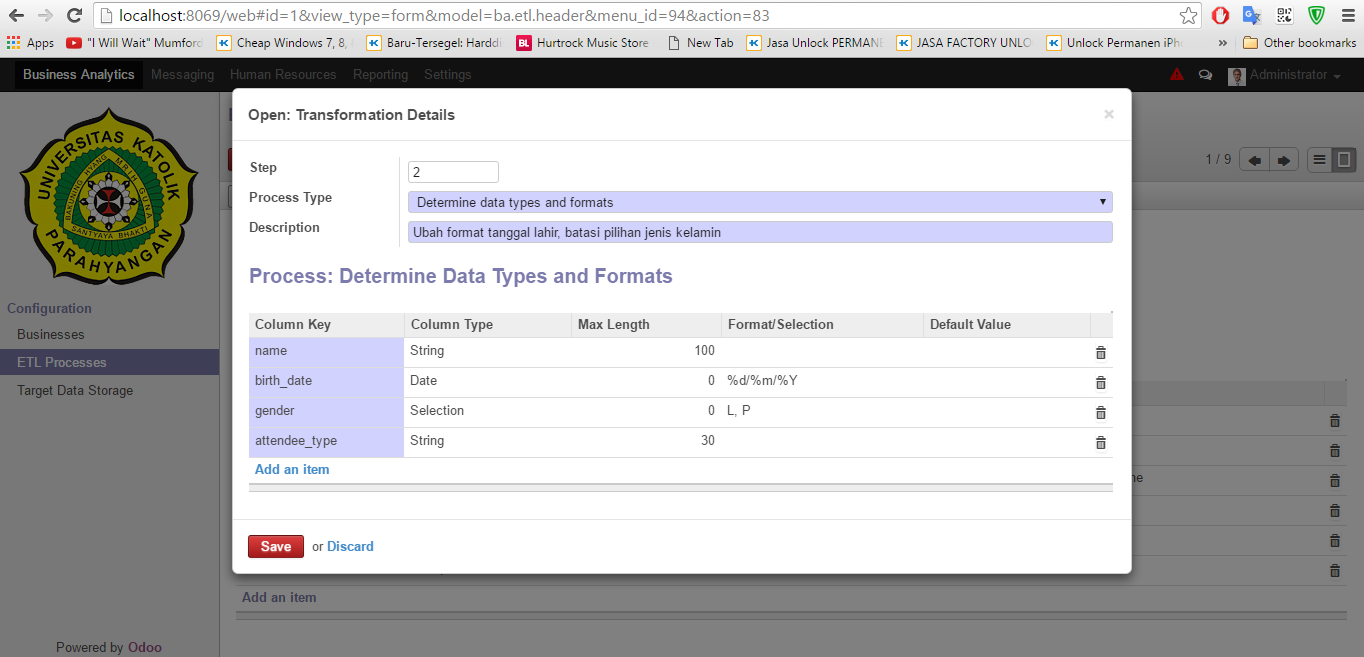 localhost:8069/web#id=1&view_type=form&model=ba.etl.header&menu_id=94&action=83
Apps "I Will Wait" Mumford Cheap Windows 7, 8, Baru-Tersegel: Harddi Hurtrock Music Store New Tab Jasa Unlock PERMANE JASA FACTORY UNLO Unlock Permanen iPh » Other bookmarks
Business Analytics Messaging Human Resources Reporting Settings Administrator
UNIVERSITAS KATOLIK
PARAHYANGAN
BAKUNING HYANG MRIH GUNA
SANTYAYA BHAKTI
Configuration
Businesses
ETL Processes
Target Data Storage
Powered by Odoo
1 / 9
Open: Transformation Details ×
Step 2
Process Type Determine data types and formats
Description Ubah format tanggal lahir, batasi pilihan jenis kelamin
Process: Determine Data Types and Formats
Column Key Column Type Max Length Format/Selection Default Value
name String 100
birth_date Date 0 %d/%m/%Y
gender Selection 0 L, P
attendee_type String 30
Add an item
Save or Discard
Add an item